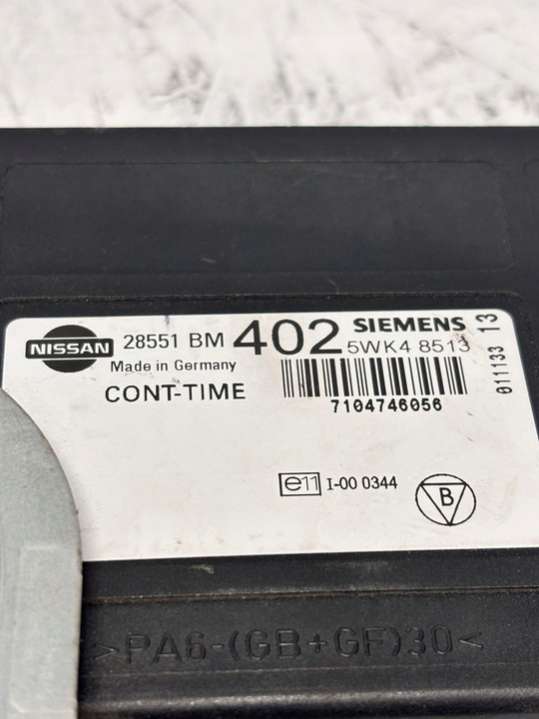 NISSAN 28551 BM 402 SIEMENS
5WK4 8513
Made in Germany
CONT-TIME
7104746056
011133 13
e11 I-00 0344
B
>PA6-(GB+GF)30<